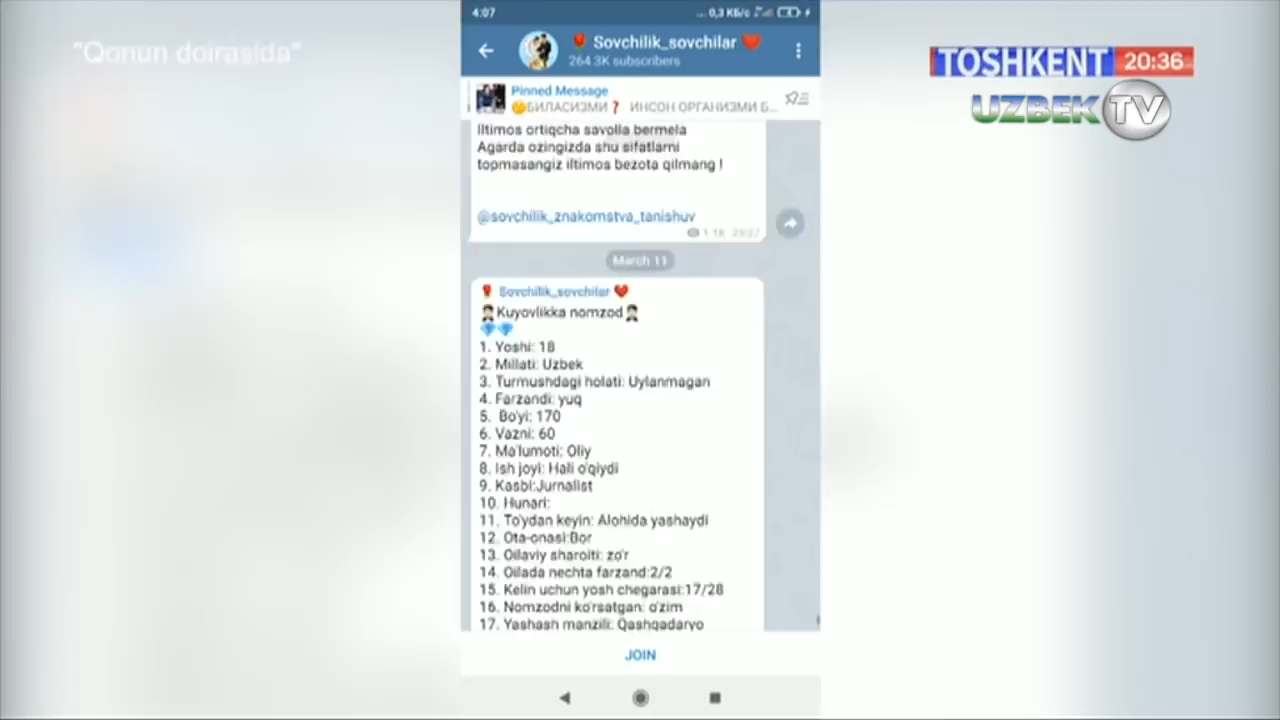 "Qonun doirasida"
TOSHKENT 20:36
UZBEK TV
4:07
... 0,3 КБ/с
Sovchilik_sovchilar
264.3K subscribers
Pinned Message
БИЛАСИЗМИ❓ ИНСОН ОРГАНИЗМИ Б...
Iltimos ortiqcha savolla bermela
Agarda ozingizda shu sifatlarni
topmasangiz iltimos bezota qilmang !
@sovchilik_znakomstva_tanishuv
March 11
Sovchilik_sovchilar
Kuyovlikka nomzod
1. Yoshi: 18
2. Millati: Uzbek
3. Turmushdagi holati: Uylanmagan
4. Farzandi: yuq
5. Bo'yi: 170
6. Vazni: 60
7. Ma'lumoti: Oliy
8. Ish joyi: Hali o'qiydi
9. Kasbi:Jurnalist
10. Hunari:
11. To'ydan keyin: Alohida yashaydi
12. Ota-onasi:Bor
13. Oilaviy sharoiti: zo'r
14. Oilada nechta farzand:2/2
15. Kelin uchun yosh chegarasi:17/28
16. Nomzodni ko'rsatgan: o'zim
17. Yashash manzili: Qashqadaryo
JOIN